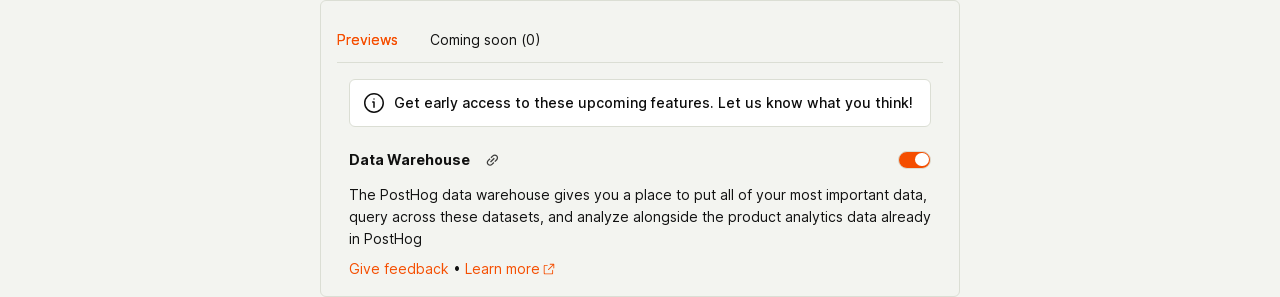 Previews
Coming soon (0)
Get early access to these upcoming features. Let us know what you think!
Data Warehouse
The PostHog data warehouse gives you a place to put all of your most important data,
query across these datasets, and analyze alongside the product analytics data already
in PostHog
Give feedback • Learn more